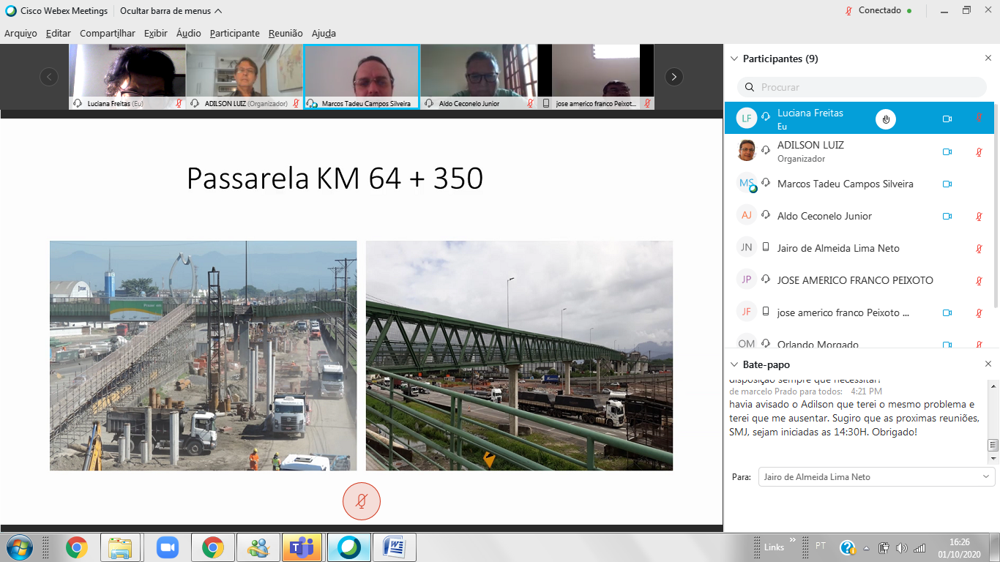 Cisco Webex Meetings
Ocultar barra de menus
Conectado
Arquivo Editar Compartilhar Exibir Áudio Participante Reunião Ajuda
Luciana Freitas (Eu)
ADILSON LUIZ (Organizador)
Marcos Tadeu Campos Silveira
Aldo Ceconelo Junior
jose americo franco Peixot...
Passarela KM 64 + 350
Participantes (9)
Procurar
LF Luciana Freitas
Eu
ADILSON LUIZ
Organizador
MS Marcos Tadeu Campos Silveira
AJ Aldo Ceconelo Junior
JN Jairo de Almeida Lima Neto
JP JOSE AMERICO FRANCO PEIXOTO
JF jose americo franco Peixoto ...
OM Orlando Morgado
Bate-papo
disposição sempre que necessitar!
de marcelo Prado para todos: 4:21 PM
havia avisado o Adilson que terei o mesmo problema e
terei que me ausentar. Sugiro que as proximas reuniões,
SMJ, sejam iniciadas as 14:30H. Obrigado!
Para: Jairo de Almeida Lima Neto
Links
PT
16:26
01/10/2020